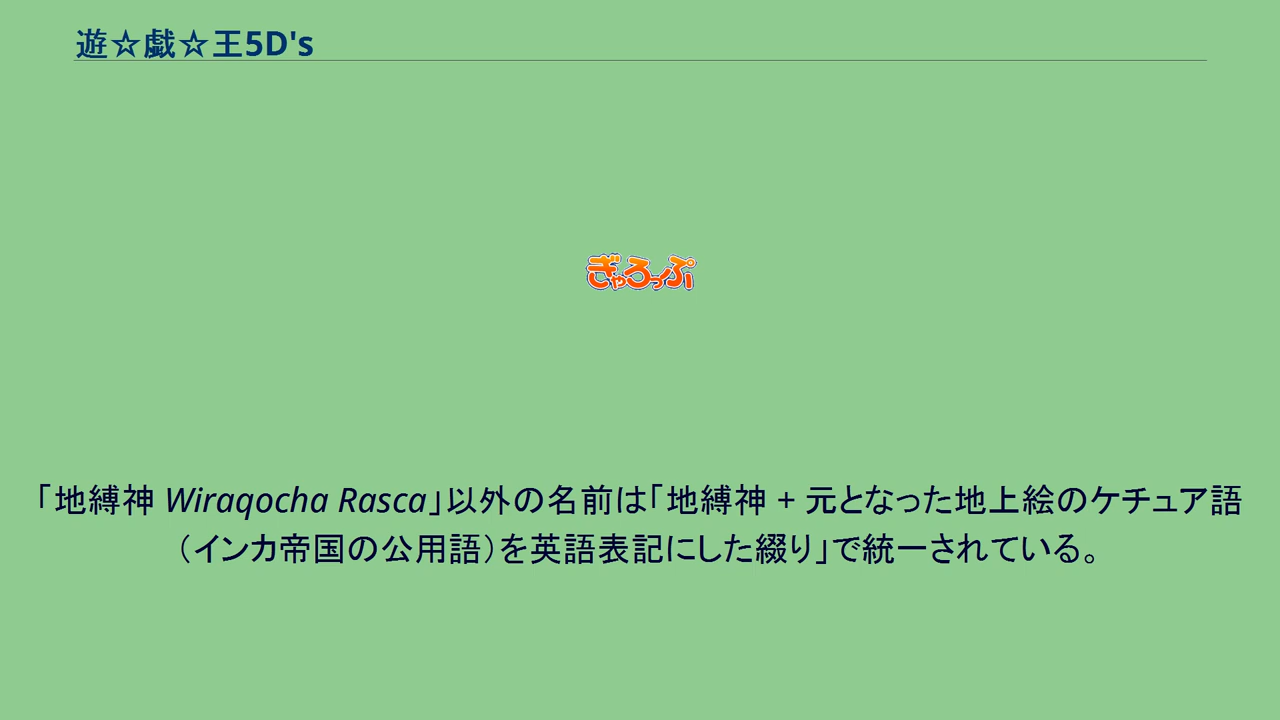 遊☆戯☆王5D's
ぎゃろっぷ
「地縛神 Wiraqocha Rasca」以外の名前は「地縛神 + 元となった地上絵のケチュア語
（インカ帝国の公用語）を英語表記にした綴り」で統一されている。